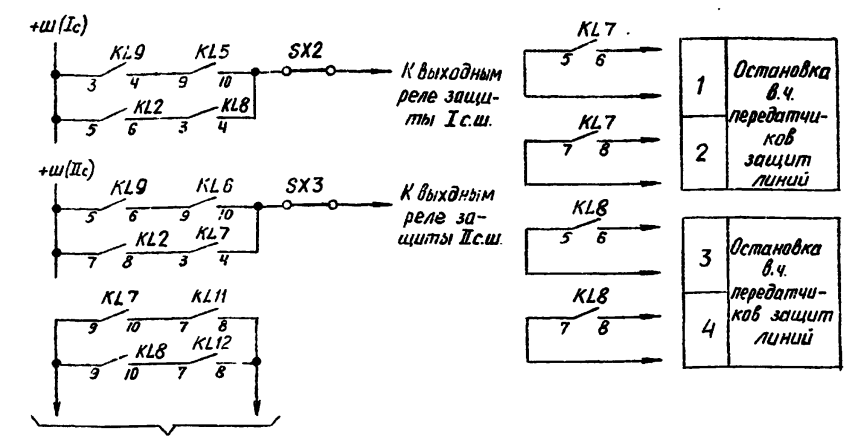 +Ш(Iс)
KL9 KL5 SX2
3 4 9 10
KL2 KL8
5 6 3 4
К выходным
реле защи-
ты I с.ш.
+Ш(IIс)
KL9 KL6 SX3
5 6 9 10
KL2 KL7
7 8 3 4
К выхдным
реле за-
щиты II с.ш.
KL7 KL11
9 10 7 8
KL8 KL12
9 10 7 8
KL7
5 6
KL7
7 8
KL8
5 6
KL8
7 8
1
2
Остановка
в.ч.
передатчи-
ков
защит
линий
3
4
Остановка
в.ч.
передатчи-
ков защит
линий